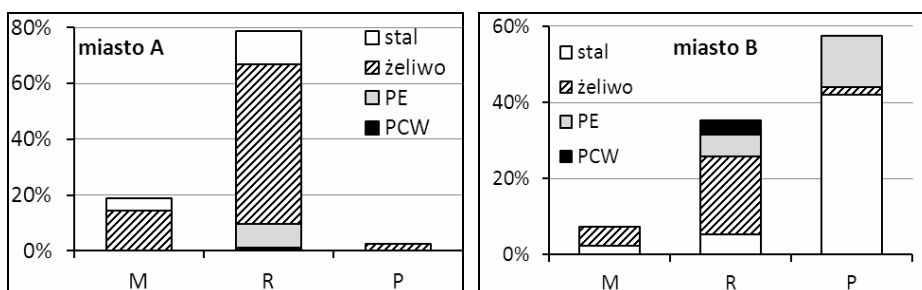 80%
60%
40%
20%
0%
miasto A
stal
żeliwo
PE
PCW
M R P
60%
40%
20%
0%
miasto B
stal
żeliwo
PE
PCW
M R P